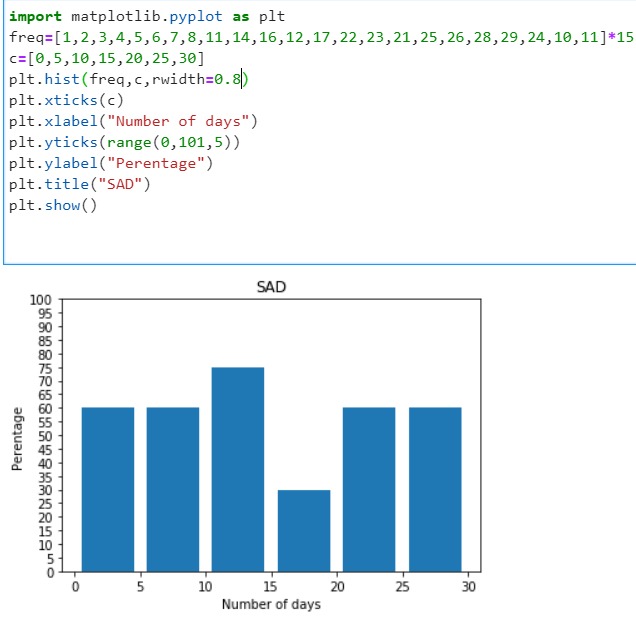 import matplotlib.pyplot as plt
freq=[1,2,3,4,5,6,7,8,11,14,16,12,17,22,23,21,25,26,28,29,24,10,11]*15
c=[0,5,10,15,20,25,30]
plt.hist(freq,c,rwidth=0.8)
plt.xticks(c)
plt.xlabel("Number of days")
plt.yticks(range(0,101,5))
plt.ylabel("Perentage")
plt.title("SAD")
plt.show()
SAD
100
95
90
85
80
75
70
65
60
55
50
45
40
35
30
25
20
15
10
5
0
Perentage
0 5 10 15 20 25 30
Number of days